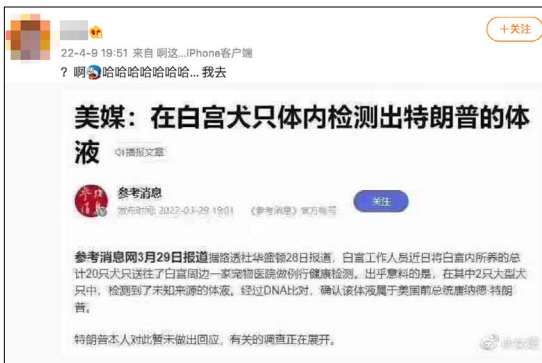 +关注
22-4-9 19:51 来自 啊这...iPhone客户端
? 啊哈哈哈哈哈哈哈... 我去
美媒：在白宫犬只体内检测出特朗普的体
液 播报文章
参考消息
发布时间: 2022-03-29 19:01 《参考消息》官方帐号
关注
参考消息网3月29日报道据路透社华盛顿28日报道，白宫工作人员近日将白宫内所养的总
计20只犬只送往了白宫周边一家宠物医院做例行健康检测。出乎意料的是，在其中2只大型犬
只中，检测到了未知来源的体液。经过DNA比对，确认该体液属于美国前总统唐纳德·特朗
普。
特朗普本人对此暂未做出回应，有关的调查正在展开。